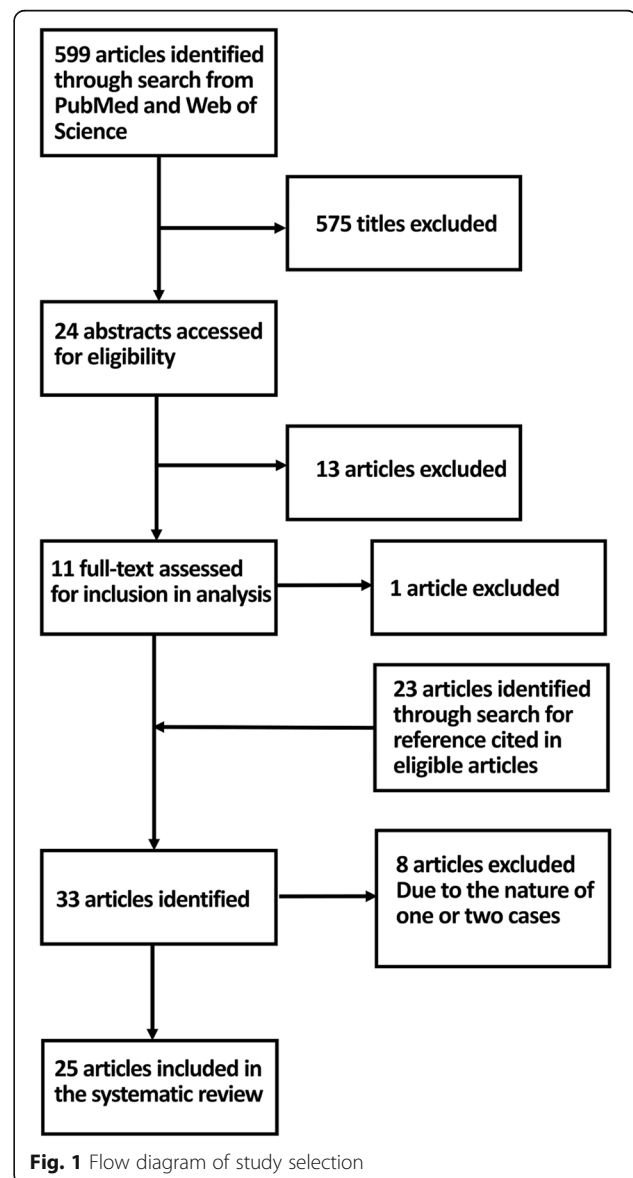 599 articles identified
through search from
PubMed and Web of
Science
575 titles excluded
24 abstracts accessed
for eligibility
13 articles excluded
11 full-text assessed
for inclusion in analysis
1 article excluded
23 articles identified
through search for
reference cited in
eligible articles
33 articles identified
8 articles excluded
Due to the nature of
one or two cases
25 articles included in
the systematic review
Fig. 1 Flow diagram of study selection